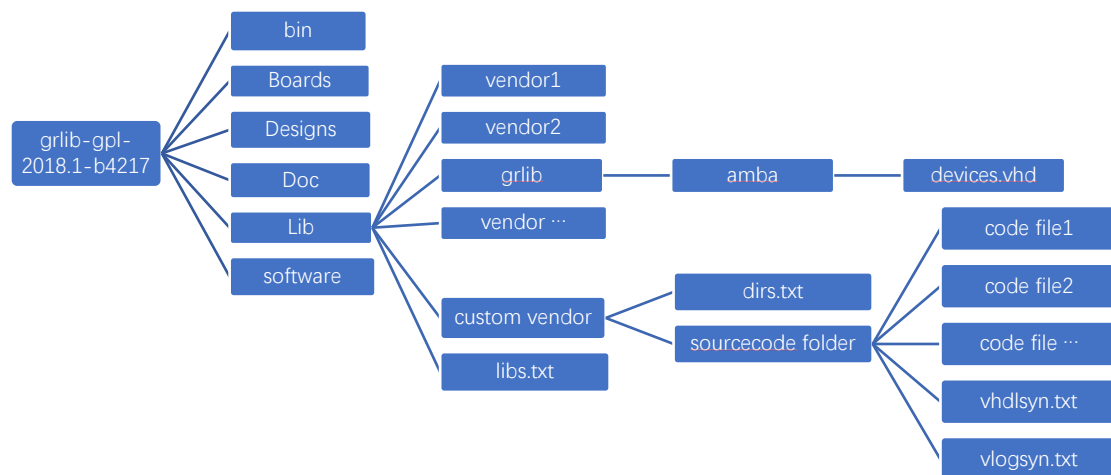 grlib-gpl-
2018.1-b4217
bin
Boards
Designs
Doc
Lib
software
vendor1
vendor2
grlib
vendor ···
custom vendor
libs.txt
amba
devices.vhd
dirs.txt
sourcecode folder
code file1
code file2
code file ···
vhdlsyn.txt
vlogsyn.txt